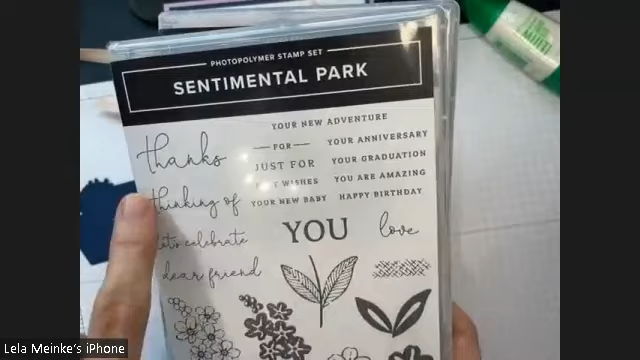 PHOTOPOLYMER STAMP SET
SENTIMENTAL PARK
YOUR NEW ADVENTURE
thanks
FOR
YOUR ANNIVERSARY
JUST FOR
YOUR GRADUATION
WISHES
YOU ARE AMAZING
thinking of
YOUR NEW BABY
HAPPY BIRTHDAY
let's celebrate
YOU
love
dear friend
Lela Meinke's iPhone